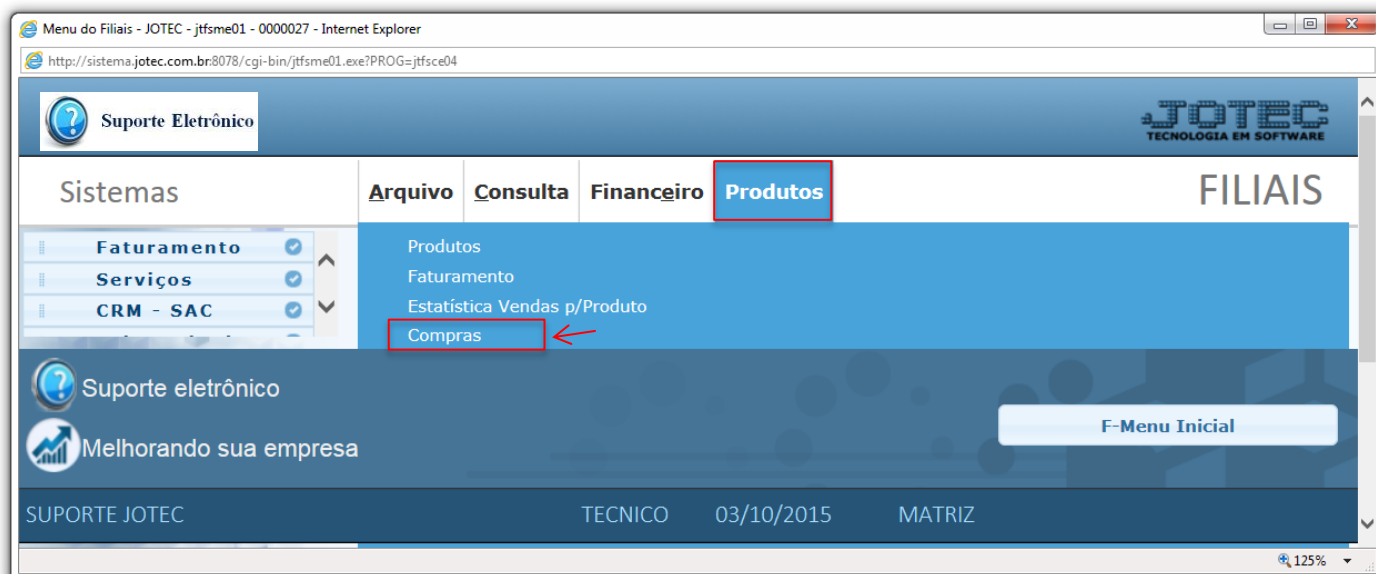 Menu do Filiais - JOTEC - jtfsme01 - 0000027 - Internet Explorer
http://sistema.jotec.com.br:8078/cgi-bin/jtfsme01.exe?PROG=jtfsce04
Suporte Eletrônico
JOTEC
TECNOLOGIA EM SOFTWARE
Sistemas
Arquivo Consulta Financeiro Produtos
FILIAIS
Faturamento
Serviços
CRM - SAC
Produtos
Faturamento
Estatística Vendas p/Produto
Compras
Suporte eletrônico
Melhorando sua empresa
F-Menu Inicial
SUPORTE JOTEC TECNICO 03/10/2015 MATRIZ
125%